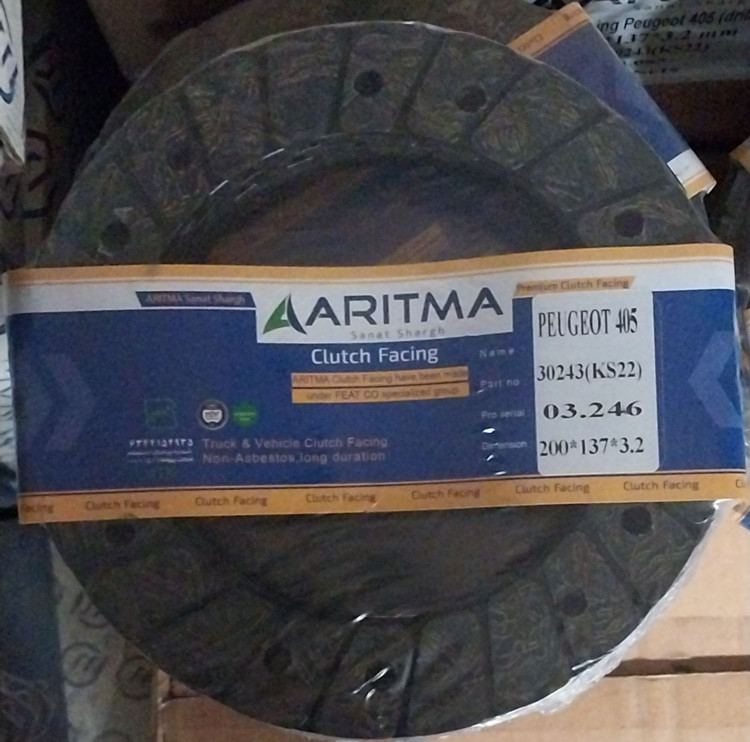 ing Peugeot 405
ARITMA Sanat Shargh
ARITMA
Sanat Shargh
Premium Clutch Facing
Clutch Facing
ARITMA Clutch Facing have been made
under FEAT CO specialized group
Truck & Vehicle Clutch Facing
Non-Asbestos,long duration
Name
PEUGEOT 405
Part no
30243(KS22)
Pro serial
03.246
Dimension
200*137*3.2
Clutch Facing Clutch Facing Clutch Facing Clutch Facing Clutch Facing Clutch Facing